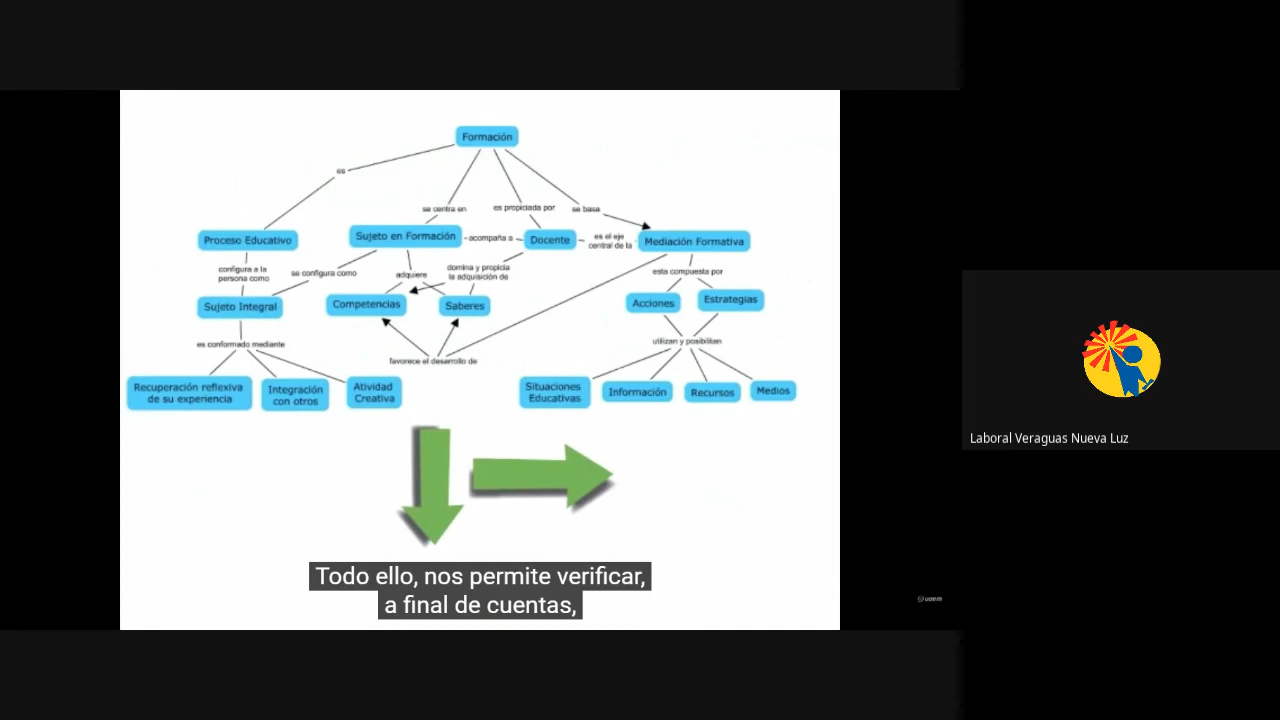 Formación
es
se centra en
es propiciada por
se basa
Proceso Educativo
Sujeto en Formación
acompaña a
Docente
es el eje
central de la
Mediación Formativa
configura a la
persona como
se configura como
adquiere
domina y propicia
la adquisición de
esta compuesta por
Sujeto Integral
Competencias
Saberes
Acciones
Estrategias
es conformado mediante
favorece el desarrollo de
utilizan y posibilitan
Recuperación reflexiva
de su experiencia
Integración
con otros
Atividad
Creativa
Situaciones
Educativas
Información
Recursos
Medios
Laboral Veraguas Nueva Luz
Todo ello, nos permite verificar,
a final de cuentas,
uaem